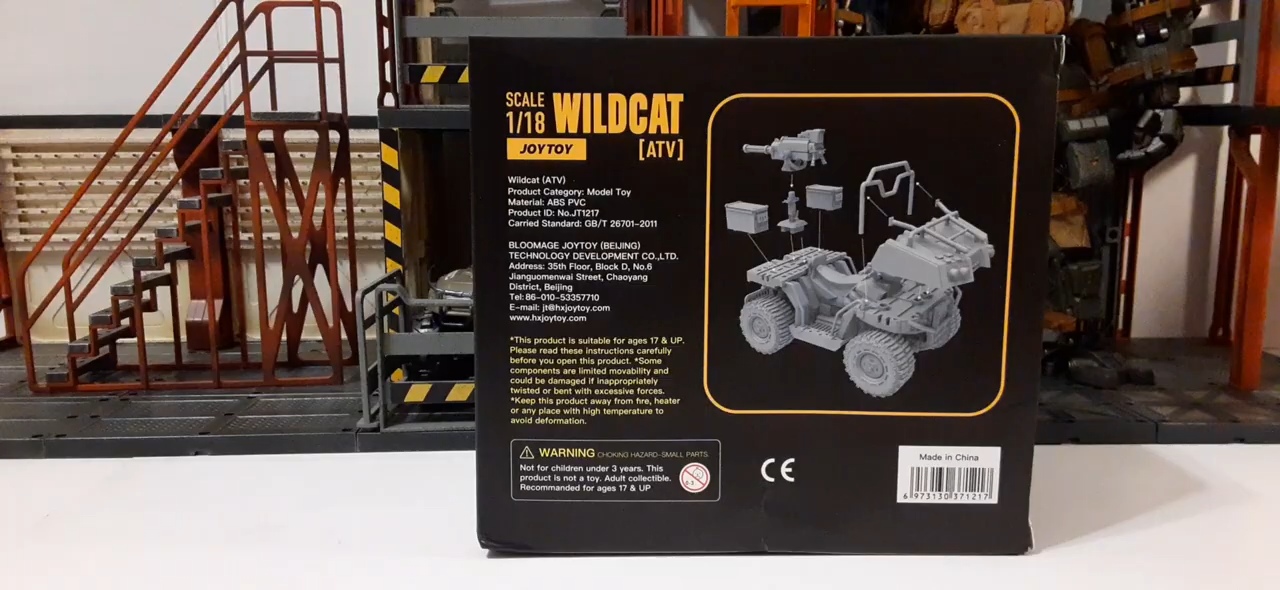 SCALE
1/18 WILDCAT
JOYTOY [ATV]
Wildcat (ATV)
Product Category: Model Toy
Material: ABS PVC
Product ID: No.JT1217
Carried Standard: GB/T 26701-2011
BLOOMAGE JOYTOY (BEIJING)
TECHNOLOGY DEVELOPMENT CO.,LTD.
Address: 35th Floor, Block D, No.6
Jianguomenwai Street, Chaoyang
District, Beijing
Tel: 86-010-53357710
E-mail: jt@hxjoytoy.com
www.hxjoytoy.com
*This product is suitable for ages 17 & UP.
Please read these instructions carefully
before you open this product. *Some
components are limited movability and
could be damaged if inappropriately
twisted or bent with excessive forces.
*Keep this product away from fire, heater
or any place with high temperature to
avoid deformation.
WARNING CHOKING HAZARD-SMALL PARTS.
Not for children under 3 years. This
product is not a toy. Adult collectible.
Recommanded for ages 17 & UP
0-3
CE
Made in China
6 973130 371217